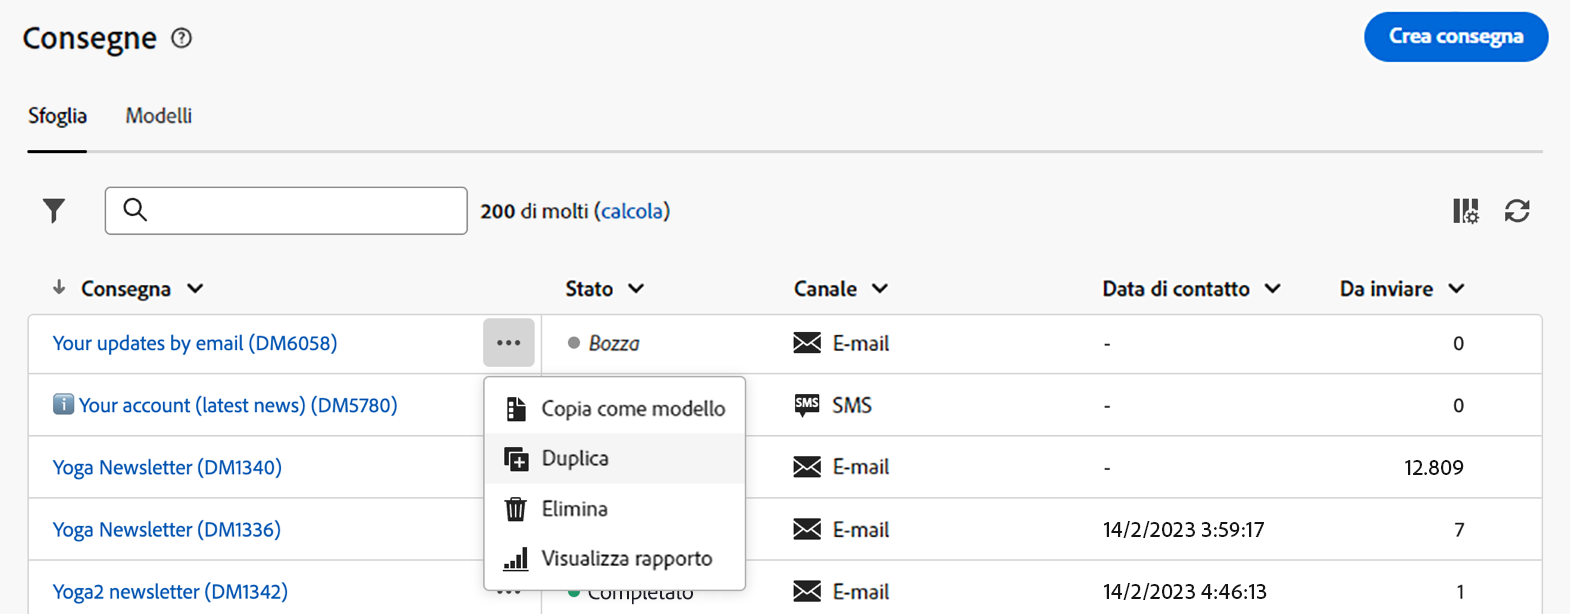 Consegne
Crea consegna
Sfoglia Modelli
200 di molti (calcola)
Consegna Stato Canale Data di contatto Da inviare
Your updates by email (DM6058) ... Bozza E-mail - 0
Your account (latest news) (DM5780) SMS SMS - 0
Yoga Newsletter (DM1340) E-mail - 12.809
Yoga Newsletter (DM1336) E-mail 14/2/2023 3:59:17 7
Yoga2 newsletter (DM1342) Completato E-mail 14/2/2023 4:46:13 1
Copia come modello
Duplica
Elimina
Visualizza rapporto